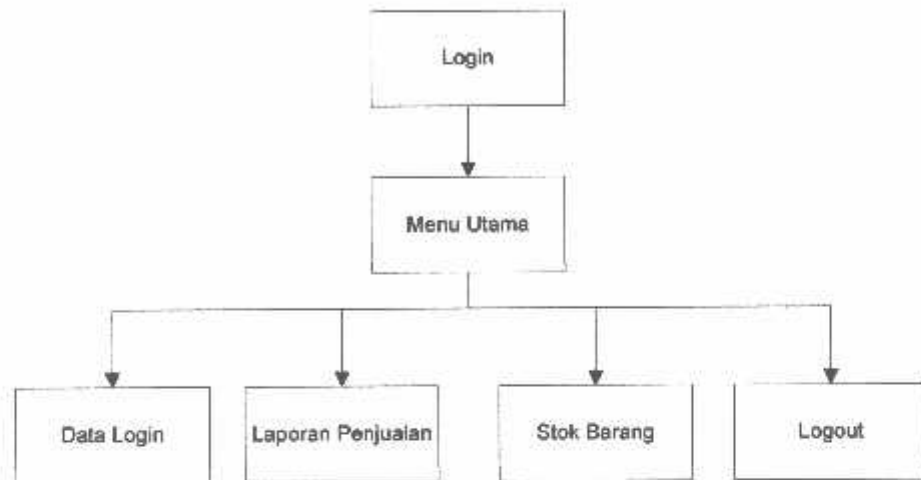 Login
Menu Utama
Data Login
Laporan Penjualan
Stok Barang
Logout